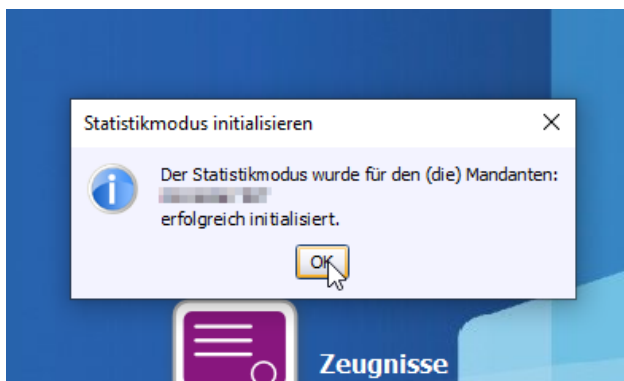 Statistikmodus initialisieren
Der Statistikmodus wurde für den (die) Mandanten:
erfolgreich initialisiert.
OK
Zeugnisse